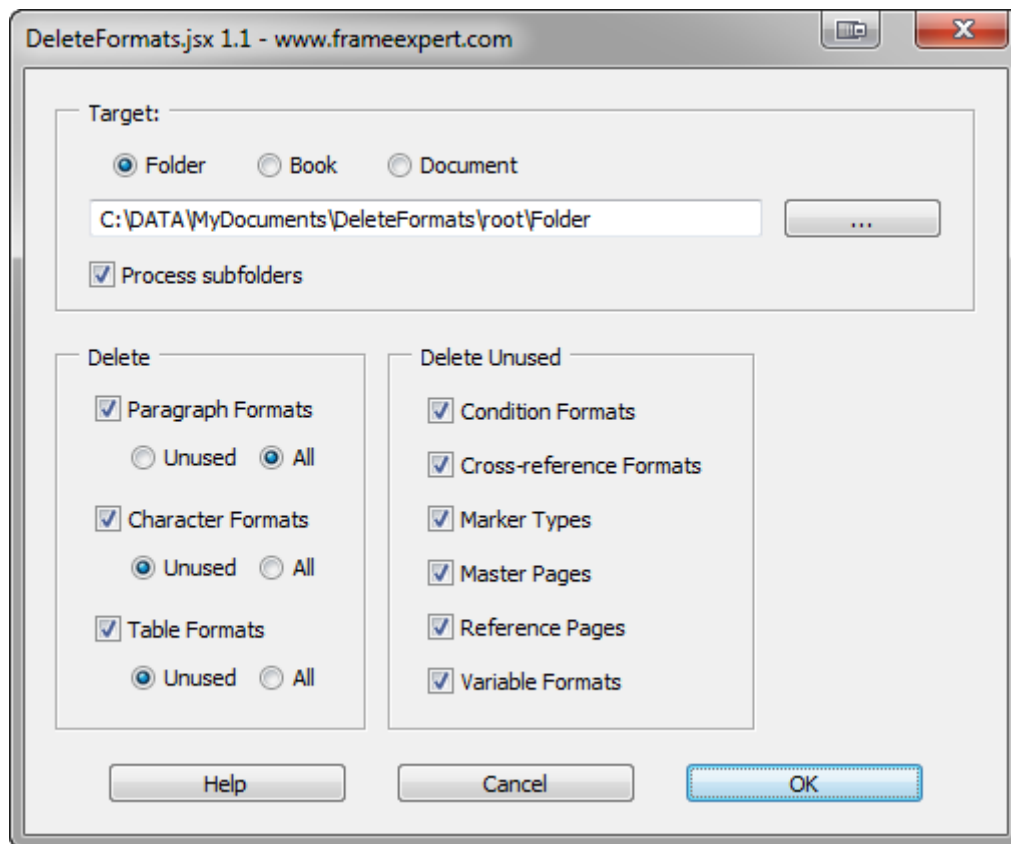 DeleteFormats.jsx 1.1 - www.frameexpert.com
Target:
Folder Book Document
C:\DATA\MyDocuments\DeleteFormats\root\Folder ...
Process subfolders
Delete
Paragraph Formats
Unused All
Character Formats
Unused All
Table Formats
Unused All
Delete Unused
Condition Formats
Cross-reference Formats
Marker Types
Master Pages
Reference Pages
Variable Formats
Help Cancel OK